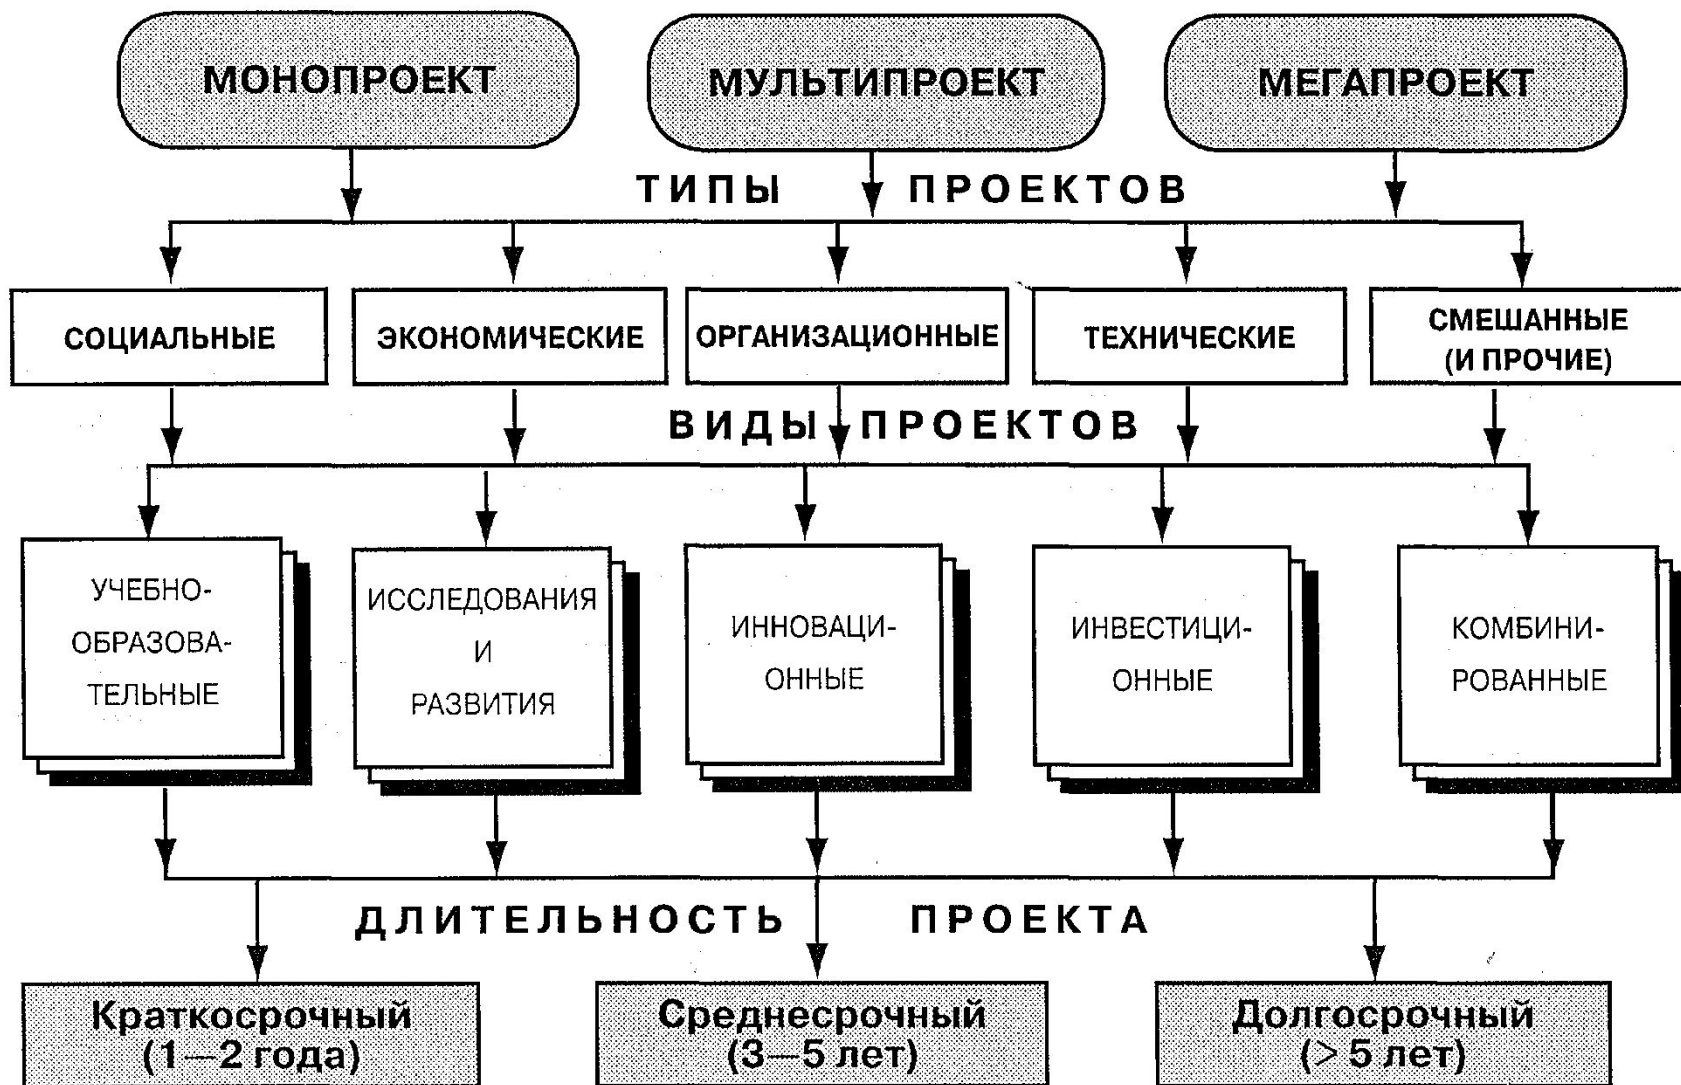 МОНОПРОЕКТ
МУЛЬТИПРОЕКТ
МЕГАПРОЕКТ
ТИПЫ ПРОЕКТОВ
СОЦИАЛЬНЫЕ
ЭКОНОМИЧЕСКИЕ
ОРГАНИЗАЦИОННЫЕ
ТЕХНИЧЕСКИЕ
СМЕШАННЫЕ
(И ПРОЧИЕ)
ВИДЫ ПРОЕКТОВ
УЧЕБНО-
ОБРАЗОВА-
ТЕЛЬНЫЕ
ИССЛЕДОВАНИЯ
И
РАЗВИТИЯ
ИННОВАЦИ-
ОННЫЕ
ИНВЕСТИЦИ-
ОННЫЕ
КОМБИНИ-
РОВАННЫЕ
ДЛИТЕЛЬНОСТЬ ПРОЕКТА
Краткосрочный
(1—2 года)
Среднесрочный
(3—5 лет)
Долгосрочный
(> 5 лет)